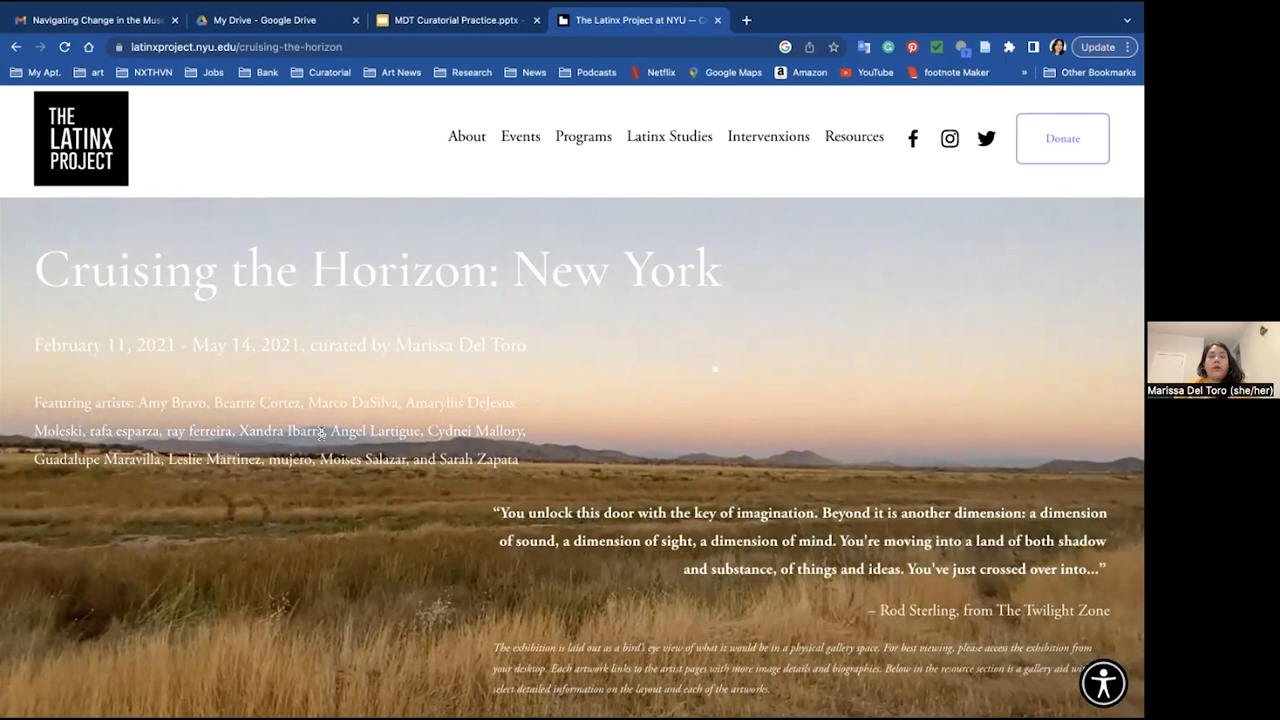 Navigating Change in the Muse
My Drive - Google Drive
MDT Curatorial Practice.pptx -
The Latinx Project at NYU — C
latinxproject.nyu.edu/cruising-the-horizon
Update
My Apt.
art
NXTHVN
Jobs
Bank
Curatorial
Art News
Research
News
Podcasts
Netflix
Google Maps
Amazon
YouTube
footnote Maker
»
Other Bookmarks
THE
LATINX
PROJECT
About
Events
Programs
Latinx Studies
Intervenxions
Resources
Donate
Cruising the Horizon: New York
February 11, 2021 - May 14, 2021, curated by Marissa Del Toro
Featuring artists: Amy Bravo, Beatriz Cortez, Marco DaSilva, Amaryllis DeJesus
Moleski, rafa esparza, ray ferreira, Xandra Ibarra, Angel Lartigue, Cydnei Mallory,
Guadalupe Maravilla, Leslie Martinez, mujero, Moises Salazar, and Sarah Zapata
“You unlock this door with the key of imagination. Beyond it is another dimension: a dimension
of sound, a dimension of sight, a dimension of mind. You're moving into a land of both shadow
and substance, of things and ideas. You've just crossed over into...”
– Rod Sterling, from The Twilight Zone
The exhibition is laid out as a bird's eye view of what it would be in a physical gallery space. For best viewing, please access the exhibition from
your desktop. Each artwork links to the artist pages with more image details and biographies. Below in the resource section is a gallery aid
select detailed information on the layout and each of the artworks.
Marissa Del Toro (she/her)